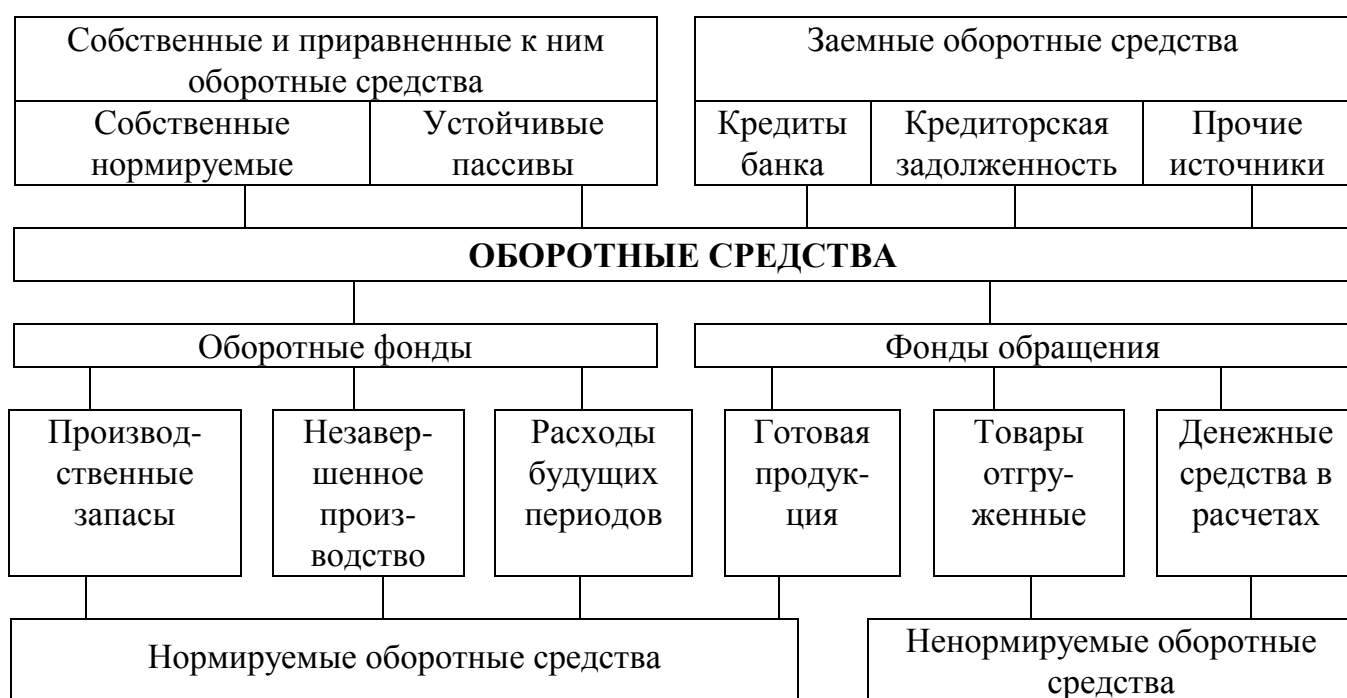 Собственные и приравненные к ним
оборотные средства
Заемные оборотные средства
Собственные
нормируемые
Устойчивые
пассивы
Кредиты
банка
Кредиторская
задолженность
Прочие
источники
ОБОРОТНЫЕ СРЕДСТВА
Оборотные фонды
Фонды обращения
Производ-
ственные
запасы
Незавер-
шенное
произ-
водство
Расходы
будущих
периодов
Готовая
продук-
ция
Товары
отгру-
женные
Денежные
средства в
расчетах
Нормируемые оборотные средства
Ненормируемые оборотные
средства